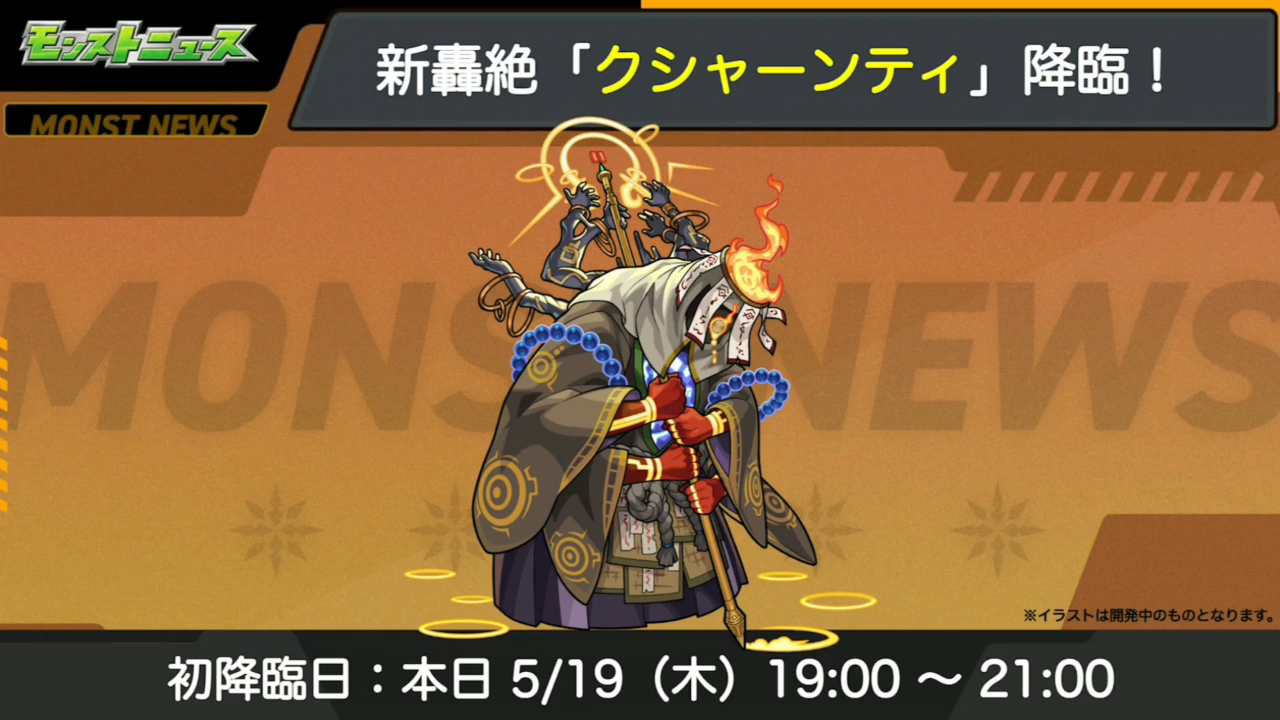 モンストニュース
新轟絶「クシャーンティ」降臨！
MONST NEWS
MONST NEWS
※イラストは開発中のものとなります。
初降臨日：本日 5/19（木）19:00 ～ 21:00